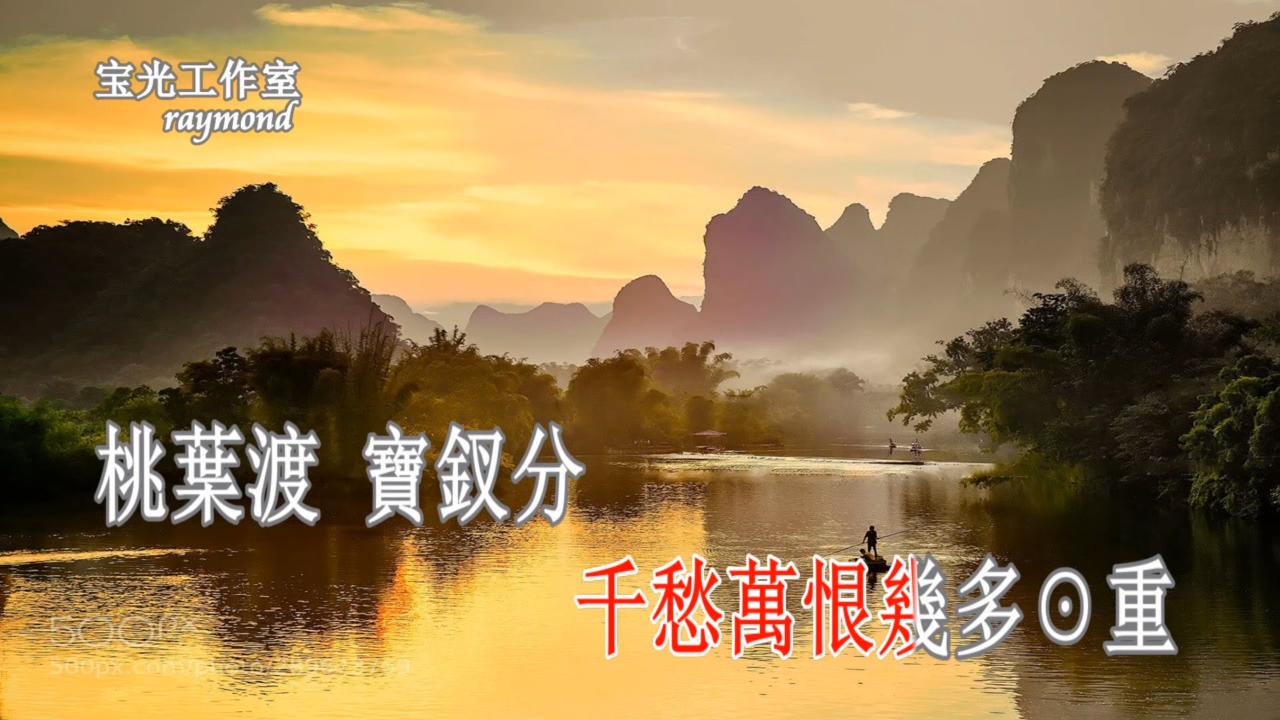 宝光工作室
raymond
桃葉渡 寶釵分
千愁萬恨幾多⊙重